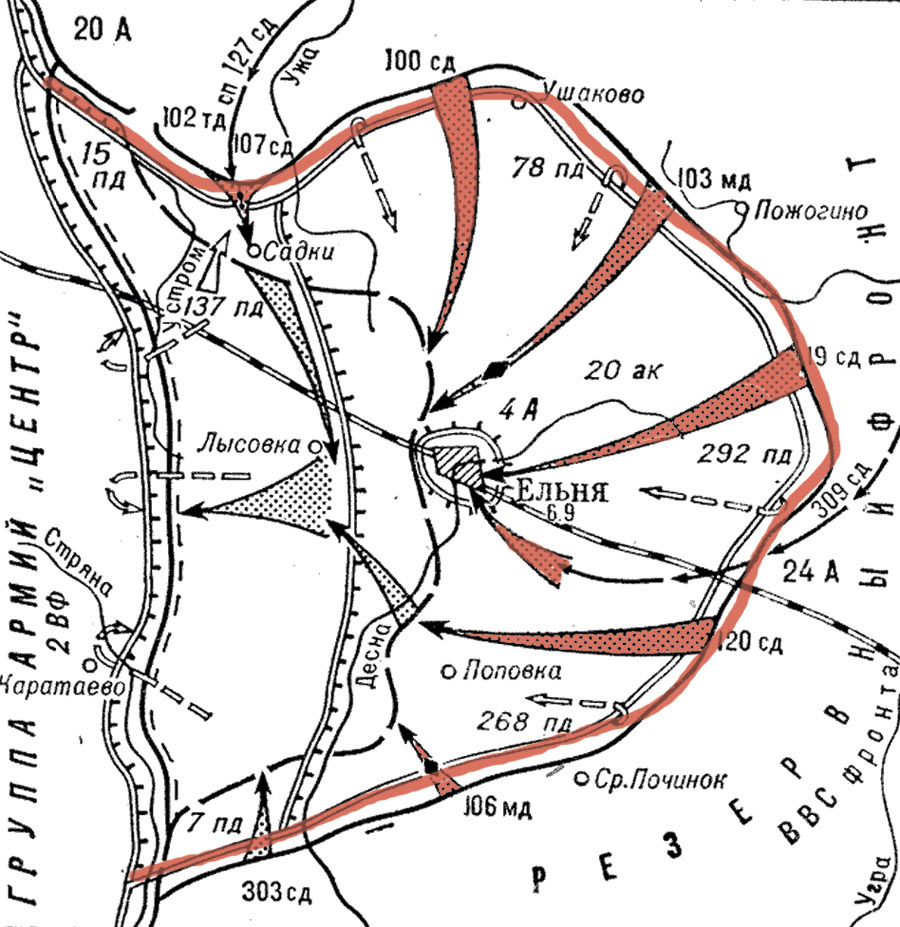 20 А
сп 127 сд
Ужа
100 сд
102 тд
107 сд
Ушаково
15
пд
78 пд
103 мд
Пожогино
Садки
Устром
137 пд
19 сд
20 ак
4 А
Лысовка
292 пд
Ельня
6.9
309 сд
24 А
Стряна
2 ВФ
Каратаево
ГРУППА АРМИЙ „ЦЕНТР"
Десна
Поповка
120 сд
268 пд
Ср.Починок
106 мд
7 пд
303 сд
РЕЗЕРВНЫЙ ФРОНТ
ВВС фронта
Угра